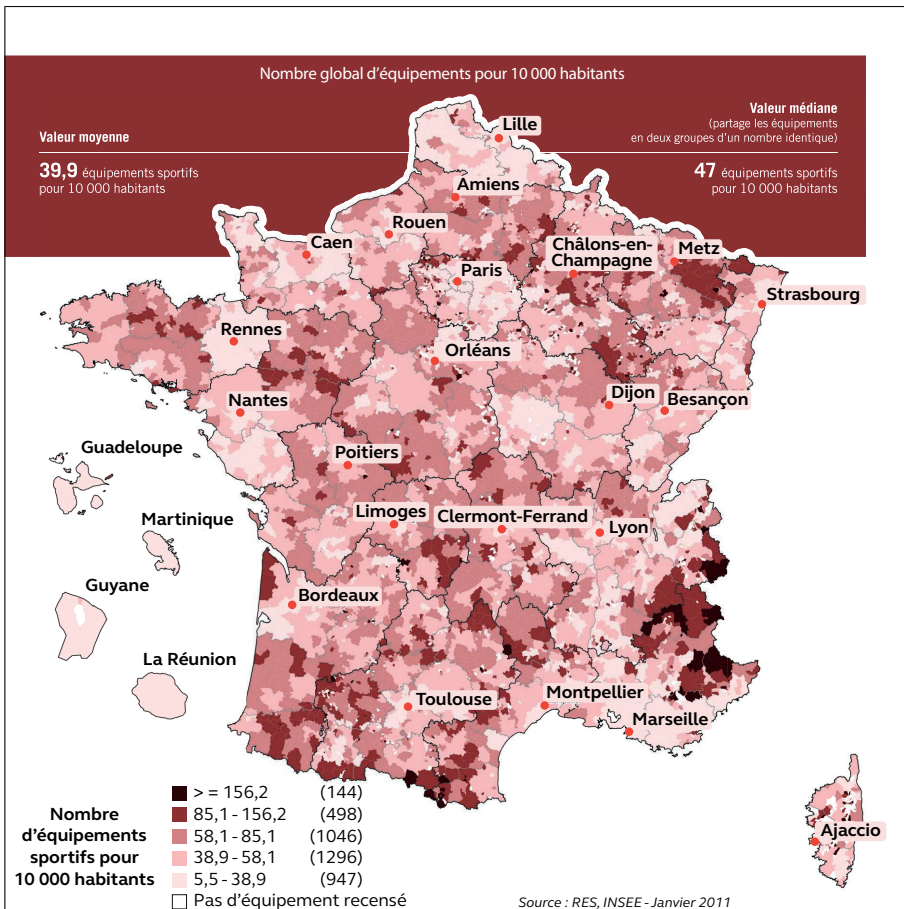 Nombre global d'équipements pour 10 000 habitants
Valeur moyenne
39,9 équipements sportifs
pour 10 000 habitants
Valeur médiane
(partage les équipements
en deux groupes d'un nombre identique)
47 équipements sportifs
pour 10 000 habitants
Lille
Amiens
Rouen
Caen
Paris
Châlons-en-
Champagne
Metz
Strasbourg
Rennes
Orléans
Nantes
Dijon
Besançon
Guadeloupe
Poitiers
Limoges
Clermont-Ferrand
Lyon
Martinique
Guyane
Bordeaux
La Réunion
Toulouse
Montpellier
Marseille
Ajaccio
Nombre
d'équipements
sportifs pour
10 000 habitants
> = 156,2 (144)
85,1 - 156,2 (498)
58,1 - 85,1 (1046)
38,9 - 58,1 (1296)
5,5 - 38,9 (947)
Pas d'équipement recensé
Source : RES, INSEE - Janvier 2011